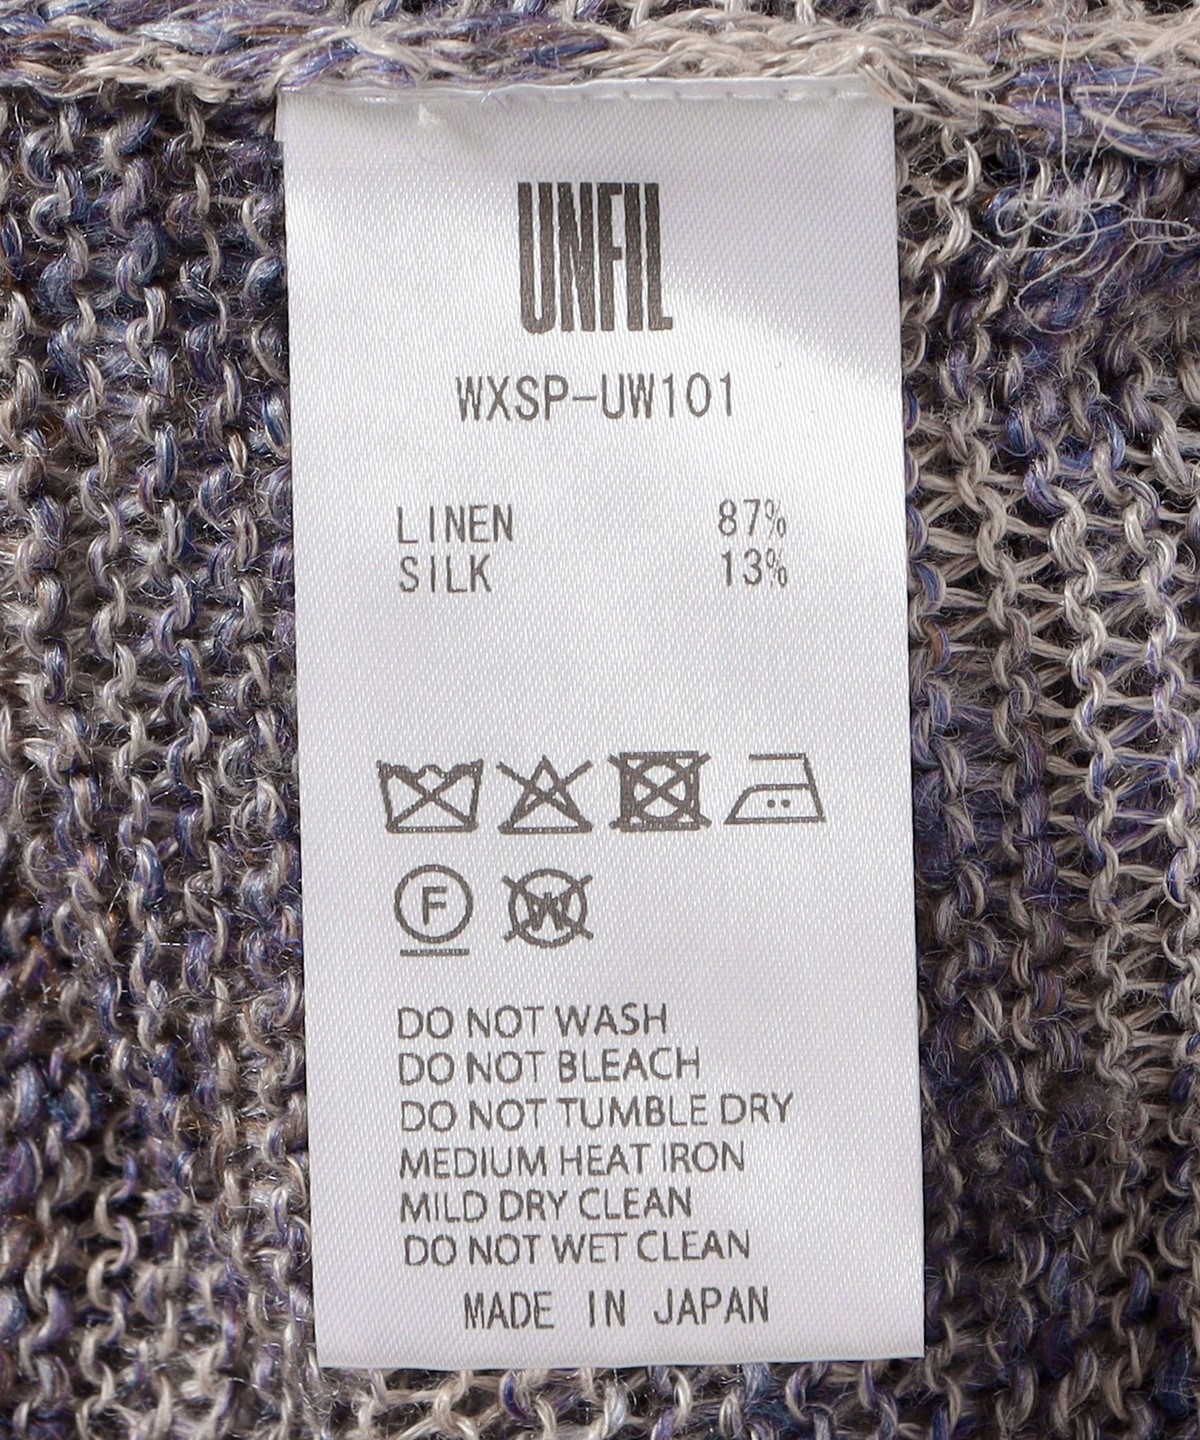 UNFIL
WXSP-UW101
LINEN 87%
SILK 13%
F W
DO NOT WASH
DO NOT BLEACH
DO NOT TUMBLE DRY
MEDIUM HEAT IRON
MILD DRY CLEAN
DO NOT WET CLEAN
MADE IN JAPAN